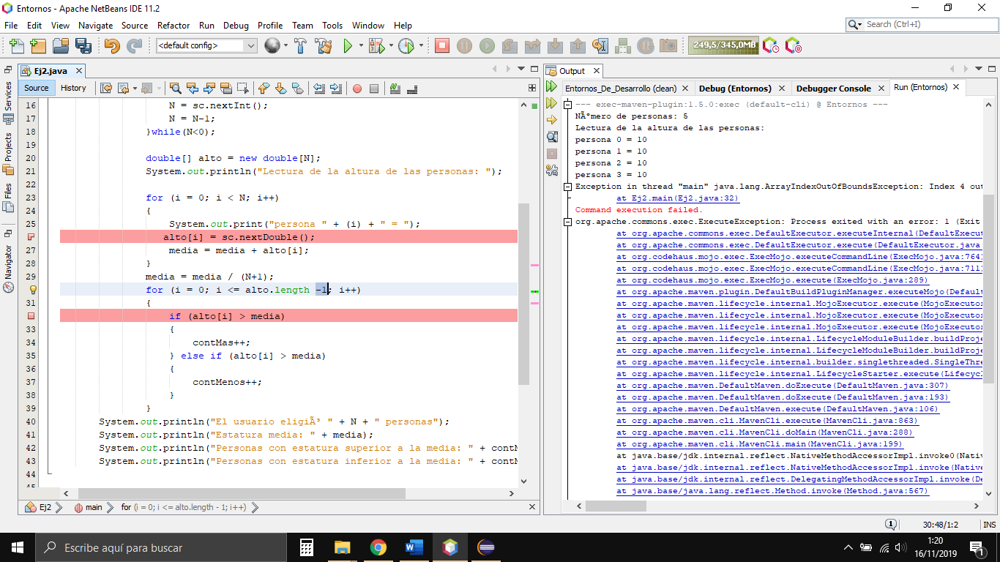 Entornos - Apache NetBeans IDE 11.2
File Edit View Navigate Source Refactor Run Debug Profile Team Tools Window Help
Search (Ctrl+I)
<default config>
249,5/345,0MB
Services
Projects
Files
Navigator
Ej2.java
Source History
16 N = sc.nextInt();
17 N = N-1;
18 }while(N<0);
19
20 double[] alto = new double[N];
21 System.out.println("Lectura de la altura de las personas: ");
22
23 for (i = 0; i < N; i++)
24 {
25 System.out.print("persona " + (i) + " = ");
alto[i] = sc.nextDouble();
27 media = media + alto[i];
28 }
29 media = media / (N+1);
for (i = 0; i <= alto.length -1; i++)
31 {
if (alto[i] > media)
33 {
34 contMas++;
35 } else if (alto[i] > media)
36 {
37 contMenos++;
38 }
39 }
40 System.out.println("El usuario eligiÃ³ " + N + " personas");
41 System.out.println("Estatura media: " + media);
42 System.out.println("Personas con estatura superior a la media: " + contM
43 System.out.println("Personas con estatura inferior a la media: " + contM
44
45
Ej2 main for (i = 0; i <= alto.length - 1; i++)
Output
Entornos_De_Desarrollo (clean) Debug (Entornos) Debugger Console Run (Entornos)
--- exec-maven-plugin:1.5.0:exec (default-cli) @ Entornos ---
NÃºmero de personas: 5
Lectura de la altura de las personas:
persona 0 = 10
persona 1 = 10
persona 2 = 10
persona 3 = 10
Exception in thread "main" java.lang.ArrayIndexOutOfBoundsException: Index 4 out
at Ej2.main(Ej2.java:32)
Command execution failed.
org.apache.commons.exec.ExecuteException: Process exited with an error: 1 (Exit
at org.apache.commons.exec.DefaultExecutor.executeInternal(DefaultExecut
at org.apache.commons.exec.DefaultExecutor.execute(DefaultExecutor.java
at org.codehaus.mojo.exec.ExecMojo.executeCommandLine(ExecMojo.java:764)
at org.codehaus.mojo.exec.ExecMojo.executeCommandLine(ExecMojo.java:711)
at org.codehaus.mojo.exec.ExecMojo.execute(ExecMojo.java:289)
at org.apache.maven.plugin.DefaultBuildPluginManager.executeMojo(Default
at org.apache.maven.lifecycle.internal.MojoExecutor.execute(MojoExecutor
at org.apache.maven.lifecycle.internal.MojoExecutor.execute(MojoExecutor
at org.apache.maven.lifecycle.internal.MojoExecutor.execute(MojoExecutor
at org.apache.maven.lifecycle.internal.LifecycleModuleBuilder.buildProje
at org.apache.maven.lifecycle.internal.LifecycleModuleBuilder.buildProje
at org.apache.maven.lifecycle.internal.builder.singlethreaded.SingleThre
at org.apache.maven.lifecycle.internal.LifecycleStarter.execute(Lifecycl
at org.apache.maven.DefaultMaven.doExecute(DefaultMaven.java:307)
at org.apache.maven.DefaultMaven.doExecute(DefaultMaven.java:193)
at org.apache.maven.DefaultMaven.execute(DefaultMaven.java:106)
at org.apache.maven.cli.MavenCli.execute(MavenCli.java:863)
at org.apache.maven.cli.MavenCli.doMain(MavenCli.java:288)
at org.apache.maven.cli.MavenCli.main(MavenCli.java:199)
at java.base/jdk.internal.reflect.NativeMethodAccessorImpl.invoke0(Nativ
at java.base/jdk.internal.reflect.NativeMethodAccessorImpl.invoke(Native
at java.base/jdk.internal.reflect.DelegatingMethodAccessorImpl.invoke(De
at java.base/java.lang.reflect.Method.invoke(Method.java:567)
1 30:48/1:2 INS
Escribe aquí para buscar
1:20
16/11/2019
1